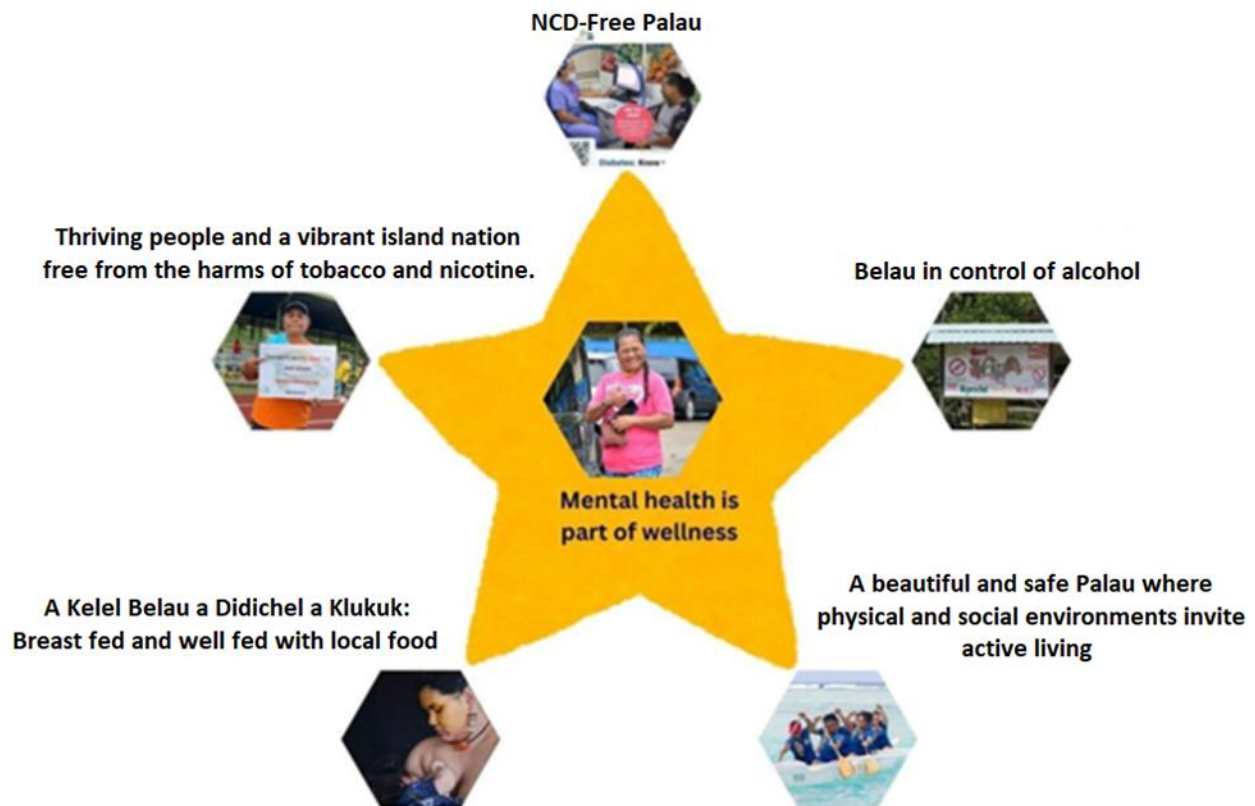 NCD-Free Palau
Diabetes: Know
Thriving people and a vibrant island nation
free from the harms of tobacco and nicotine.
Belau in control of alcohol
Mental health is
part of wellness
A Kelel Belau a Didichel a Klukuk:
Breast fed and well fed with local food
A beautiful and safe Palau where
physical and social environments invite
active living